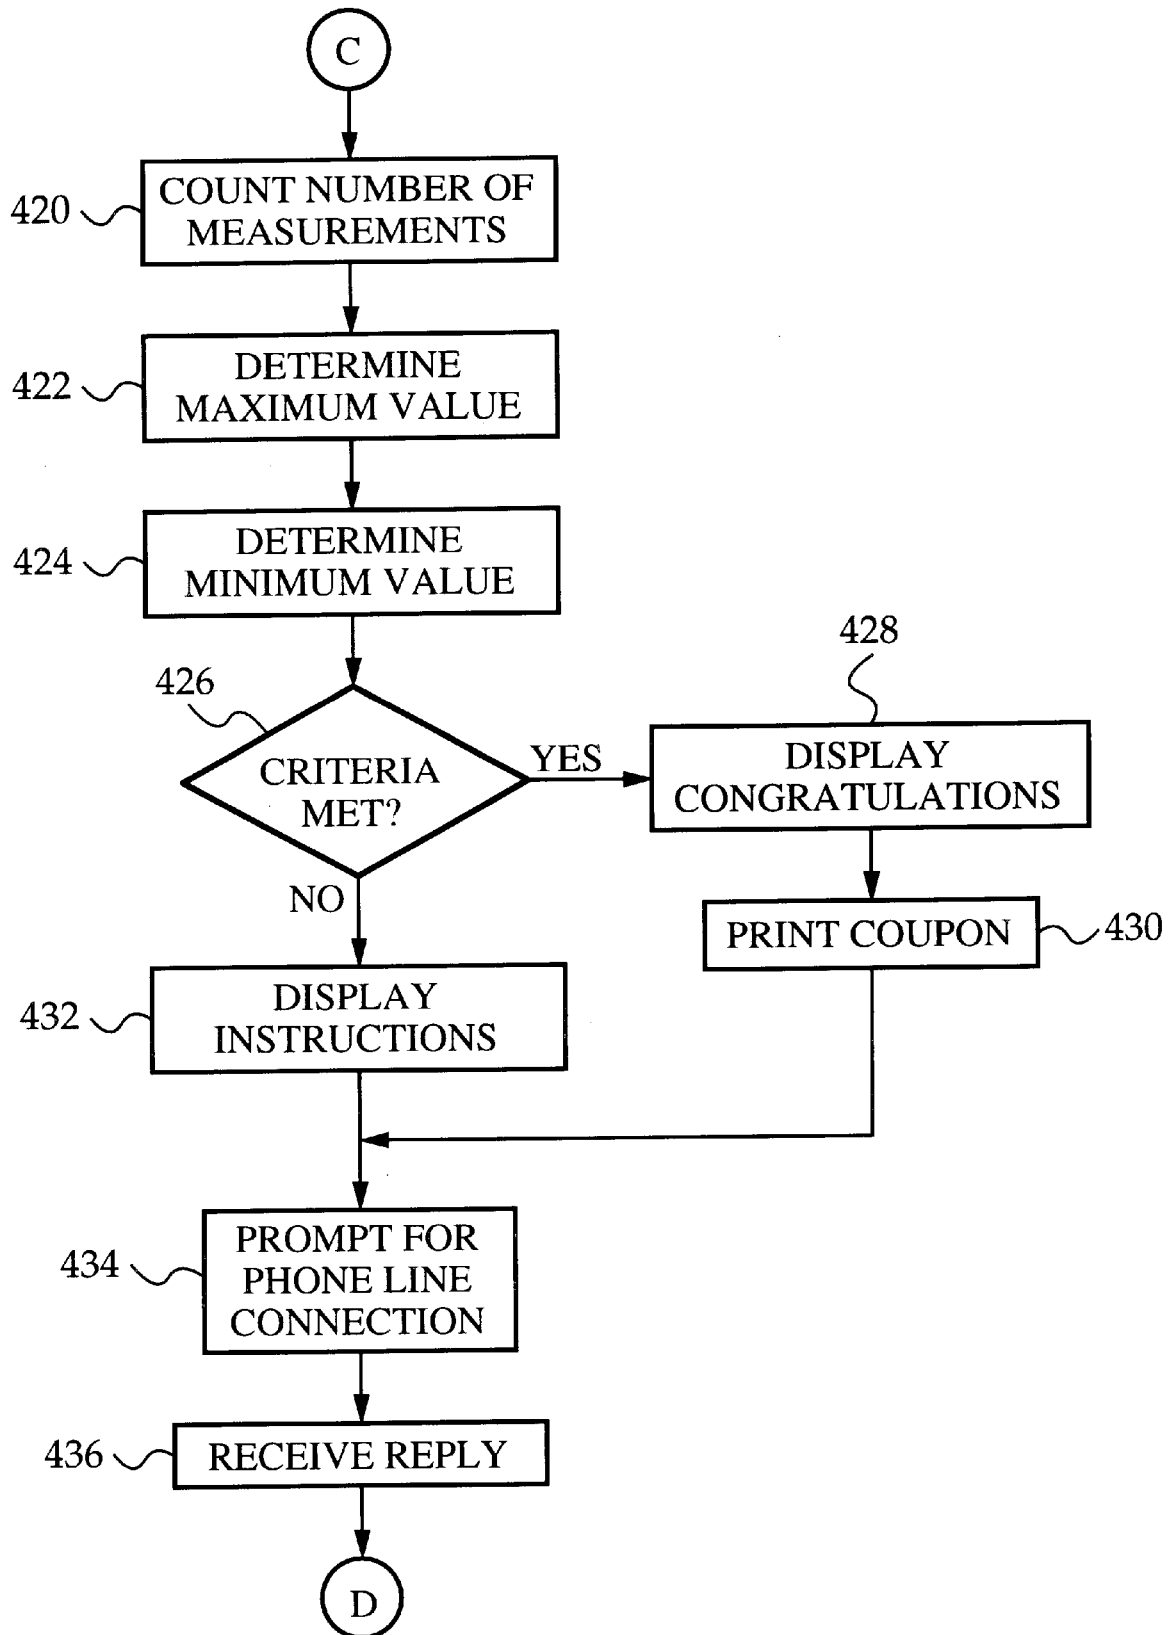 C
420
COUNT NUMBER OF
MEASUREMENTS
422
DETERMINE
MAXIMUM VALUE
424
DETERMINE
MINIMUM VALUE
426
CRITERIA
MET?
YES
428
DISPLAY
CONGRATULATIONS
NO
PRINT COUPON
430
432
DISPLAY
INSTRUCTIONS
434
PROMPT FOR
PHONE LINE
CONNECTION
436
RECEIVE REPLY
D